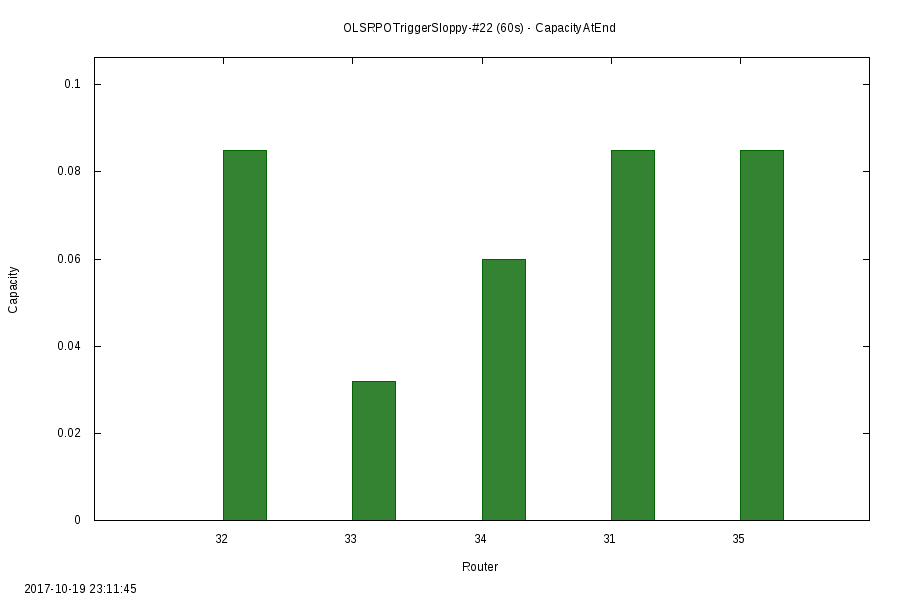 OLSRPOTriggerSloppy-#22 (60s) - CapacityAtEnd
0.1
0.08
0.06
0.04
0.02
0
Capacity
32 33 34 31 35
Router
2017-10-19 23:11:45